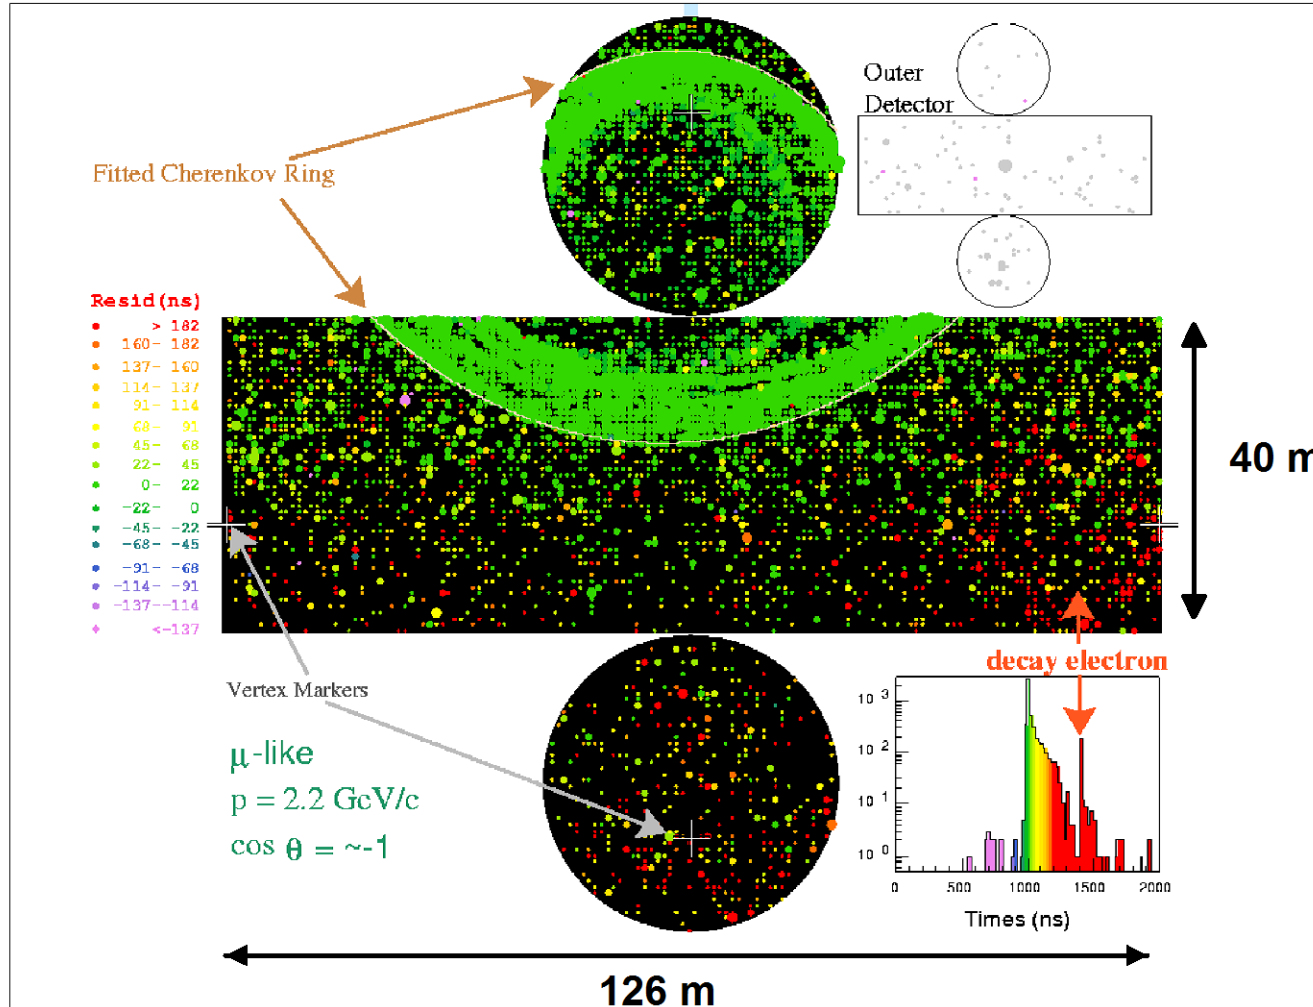 Outer
Detector
Fitted Cherenkov Ring
Resid(ns)
> 182
160- 182
137- 160
114- 137
91- 114
68- 91
45- 68
22- 45
0- 22
-22- 0
-45- -22
-68- -45
-91- -68
-114- -91
-137--114
<-137
40 m
decay electron
Vertex Markers
μ-like
p = 2.2 GeV/c
cos θ = ~-1
10 3
10 2
10 1
10 0
0 500 1000 1500 2000
Times (ns)
126 m